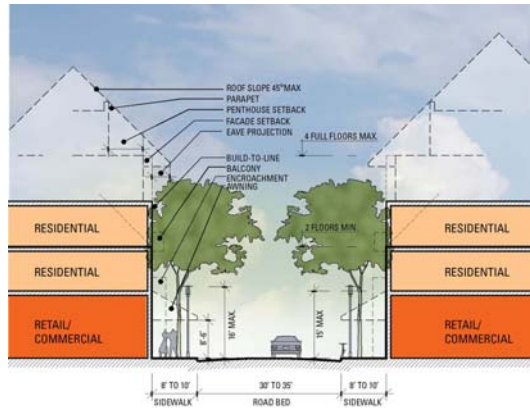 ROOF SLOPE 45° MAX
PARAPET
PENTHOUSE SETBACK
FACADE SETBACK
EAVE PROJECTION
4 FULL FLOORS MAX.
BUILD-TO-LINE
BALCONY
ENCROACHMENT
AWNING
RESIDENTIAL
2 FLOORS MIN.
RESIDENTIAL
RESIDENTIAL
RESIDENTIAL
RETAIL/
COMMERCIAL
16' MAX.
15' MAX.
RETAIL/
COMMERCIAL
8' TO 10'
30' TO 35'
8' TO 10'
SIDEWALK
ROAD BED
SIDEWALK